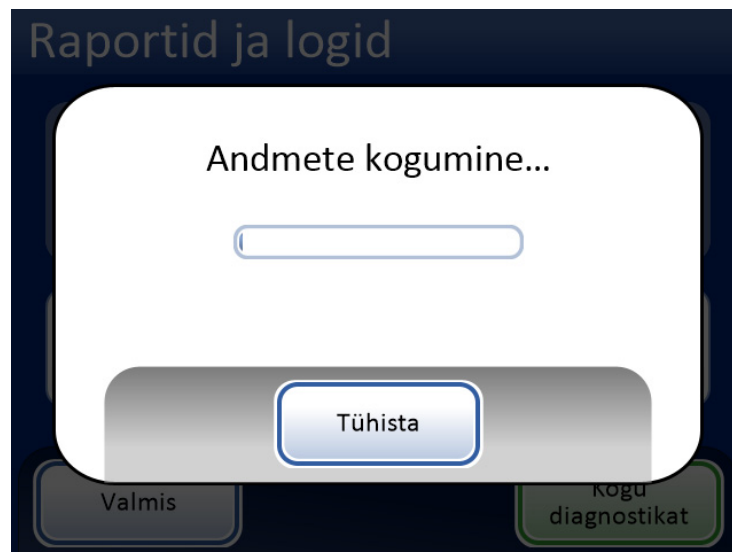 Raportid ja logid
Andmete kogumine...
Tühista
Valmis
Kogu
diagnostikat